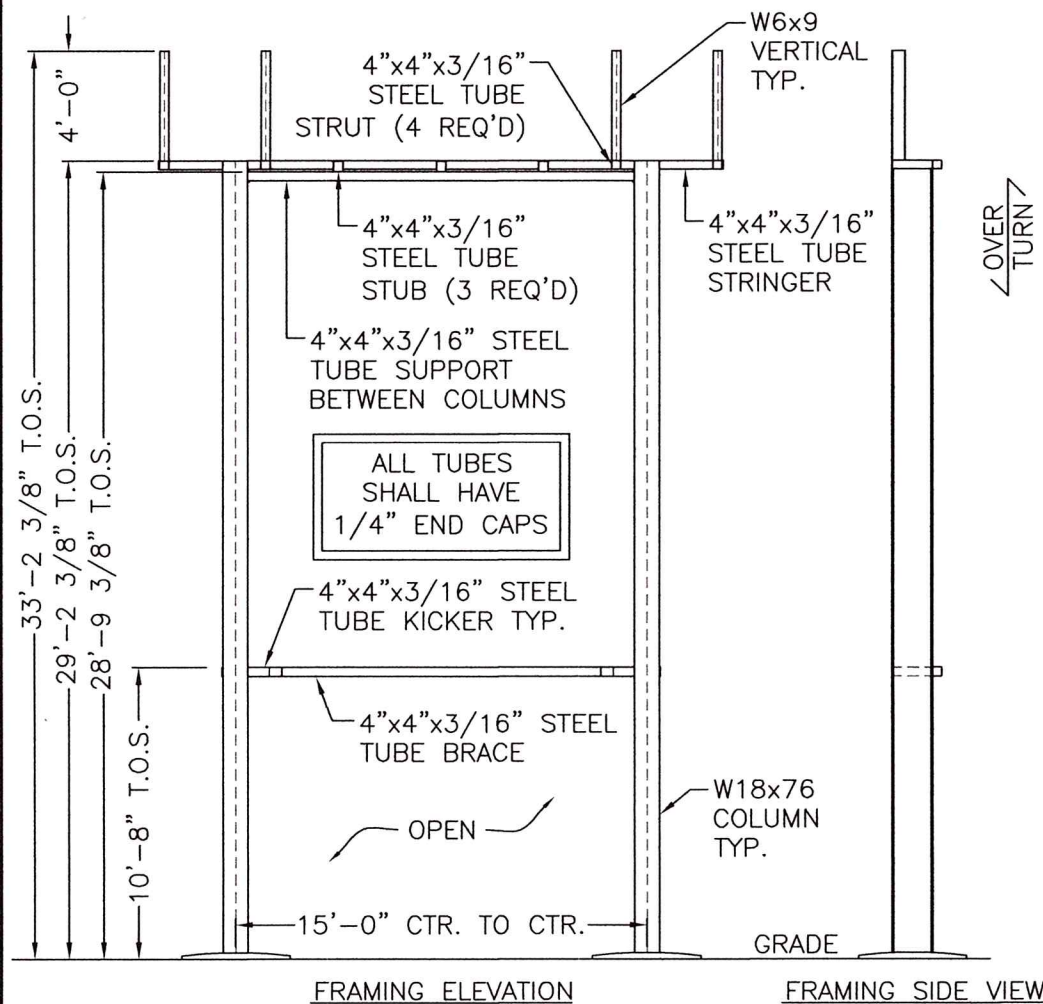 W6x9
VERTICAL
TYP.
4"x4"x3/16"
STEEL TUBE
STRUT (4 REQ'D)
4'-0"
4"x4"x3/16"
STEEL TUBE
STUB (3 REQ'D)
4"x4"x3/16"
STEEL TUBE
STRINGER
OVER
TURN
4"x4"x3/16" STEEL
TUBE SUPPORT
BETWEEN COLUMNS
33'-2 3/8" T.O.S.
29'-2 3/8" T.O.S.
28'-9 3/8" T.O.S.
ALL TUBES
SHALL HAVE
1/4" END CAPS
4"x4"x3/16" STEEL
TUBE KICKER TYP.
10'-8" T.O.S.
4"x4"x3/16" STEEL
TUBE BRACE
W18x76
COLUMN
TYP.
OPEN
15'-0" CTR. TO CTR.
GRADE
FRAMING ELEVATION
FRAMING SIDE VIEW